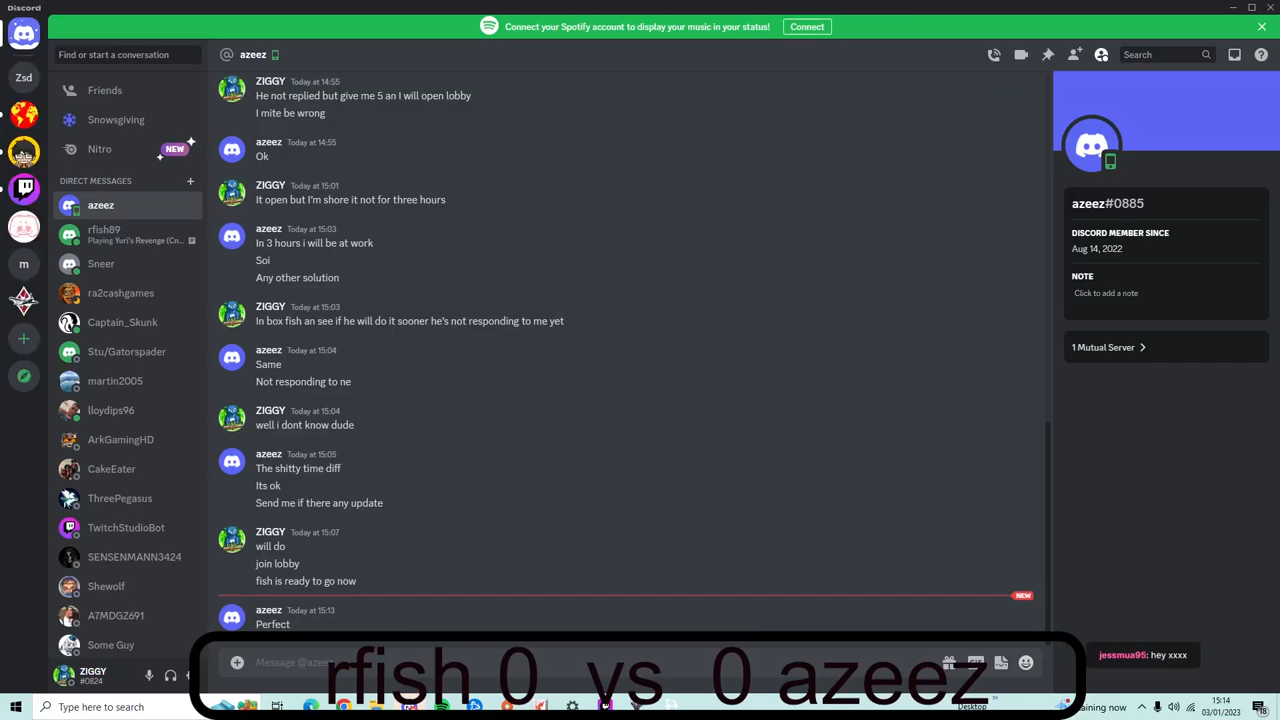 Discord
Connect your Spotify account to display your music in your status!
Connect
Find or start a conversation
azeez
Search
Zsd
Friends
Snowsgiving
Nitro
NEW
DIRECT MESSAGES
azeez
rfish89
Playing Yuri's Revenge (Cn...
Sneer
m
ra2cashgames
Captain_Skunk
Stu/Gatorspader
martin2005
lloydips96
ArkGamingHD
CakeEater
ThreePegasus
TwitchStudioBot
SENSENMANN3424
Shewolf
A7MDGZ691
Some Guy
ZIGGY
#0824
ZIGGY Today at 14:55
He not replied but give me 5 an I will open lobby
I mite be wrong
azeez Today at 14:55
Ok
ZIGGY Today at 15:01
It open but I'm shore it not for three hours
azeez Today at 15:03
In 3 hours i will be at work
Soi
Any other solution
ZIGGY Today at 15:03
In box fish an see if he will do it sooner he's not responding to me yet
azeez Today at 15:04
Same
Not responding to ne
ZIGGY Today at 15:04
well i dont know dude
azeez Today at 15:05
The shitty time diff
Its ok
Send me if there any update
ZIGGY Today at 15:07
will do
join lobby
fish is ready to go now
NEW
azeez Today at 15:13
Perfect
Message @azeez
rfish 0 vs 0 azeez
azeez#0885
DISCORD MEMBER SINCE
Aug 14, 2022
NOTE
Click to add a note
1 Mutual Server
jessmua95: hey xxxx
Type here to search
Desktop
raining now
15:14
03/01/2023
18